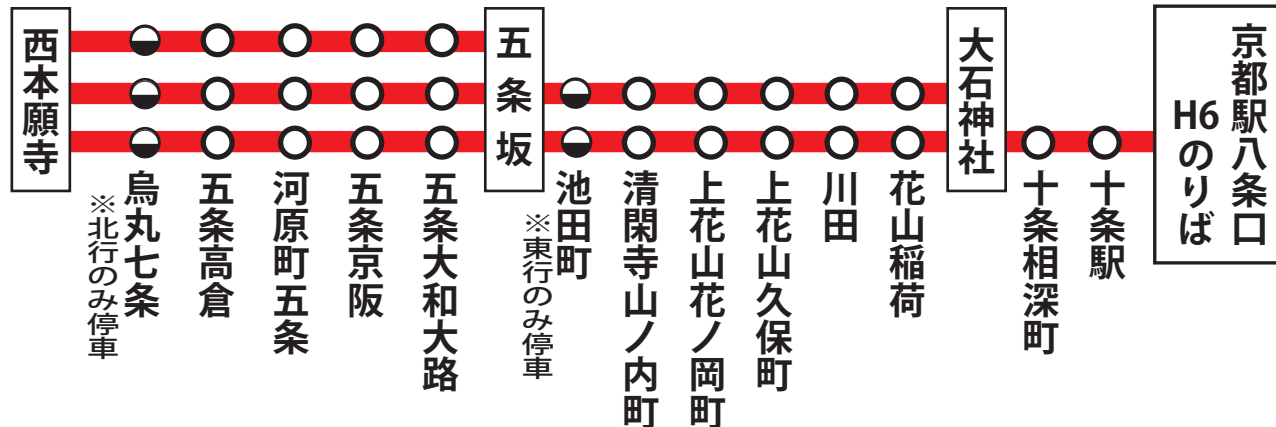 西本願寺
烏丸七条
※北行のみ停車
五条高倉
河原町五条
五条京阪
五条大和大路
五条坂
池田町
※東行のみ停車
清閑寺山ノ内町
上花山花ノ岡町
上花山久保町
川田
花山稲荷
大石神社
十条相深町
十条駅
京都駅八条口
H6のりば